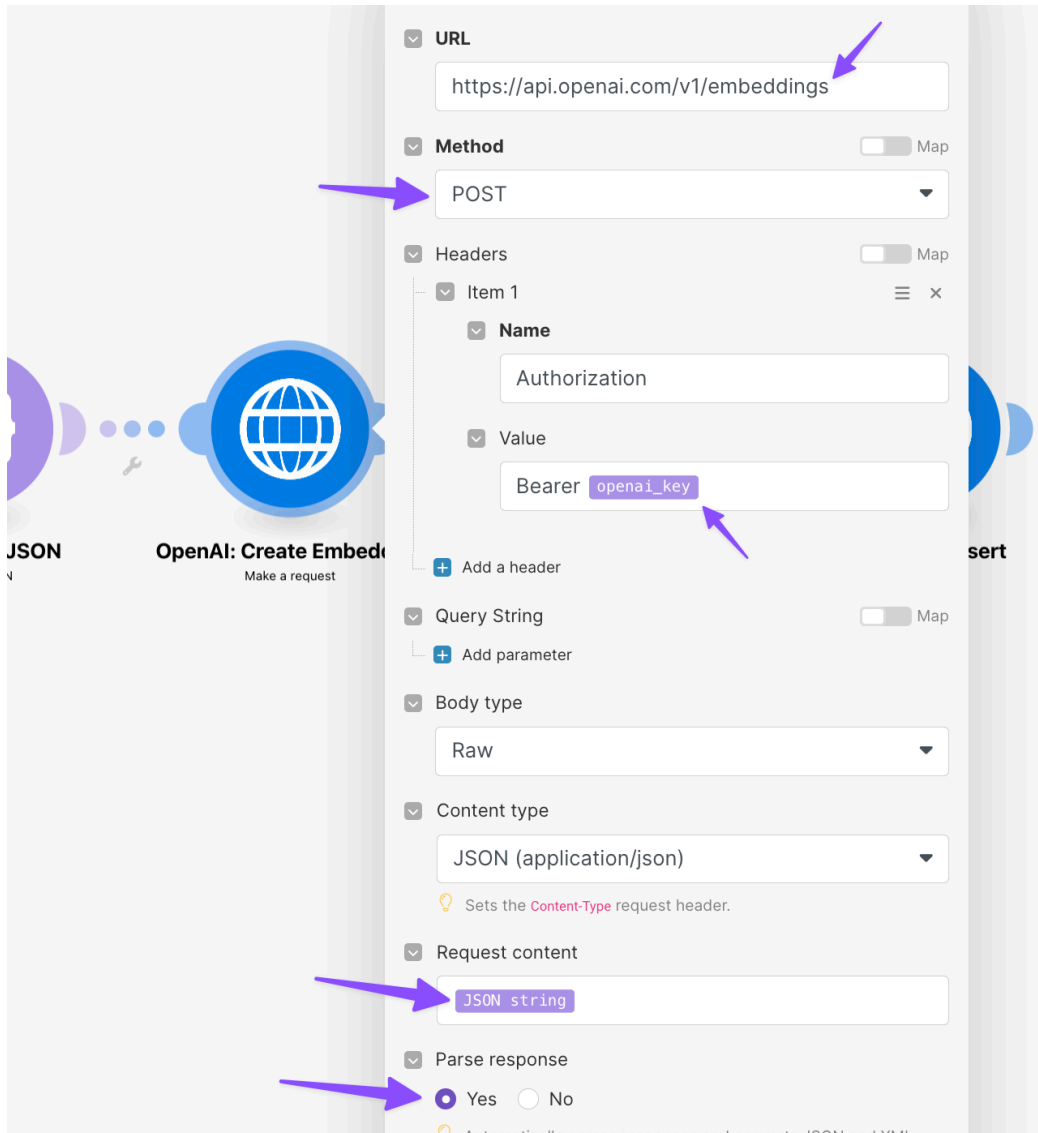 URL
https://api.openai.com/v1/embeddings
Method
Map
POST
Headers
Map
Item 1
Name
Authorization
Value
Bearer openai_key
JSON
N
OpenAI: Create Embedd
Make a request
sert
Add a header
Query String
Map
Add parameter
Body type
Raw
Content type
JSON (application/json)
Sets the Content-Type request header.
Request content
JSON string
Parse response
Yes
No